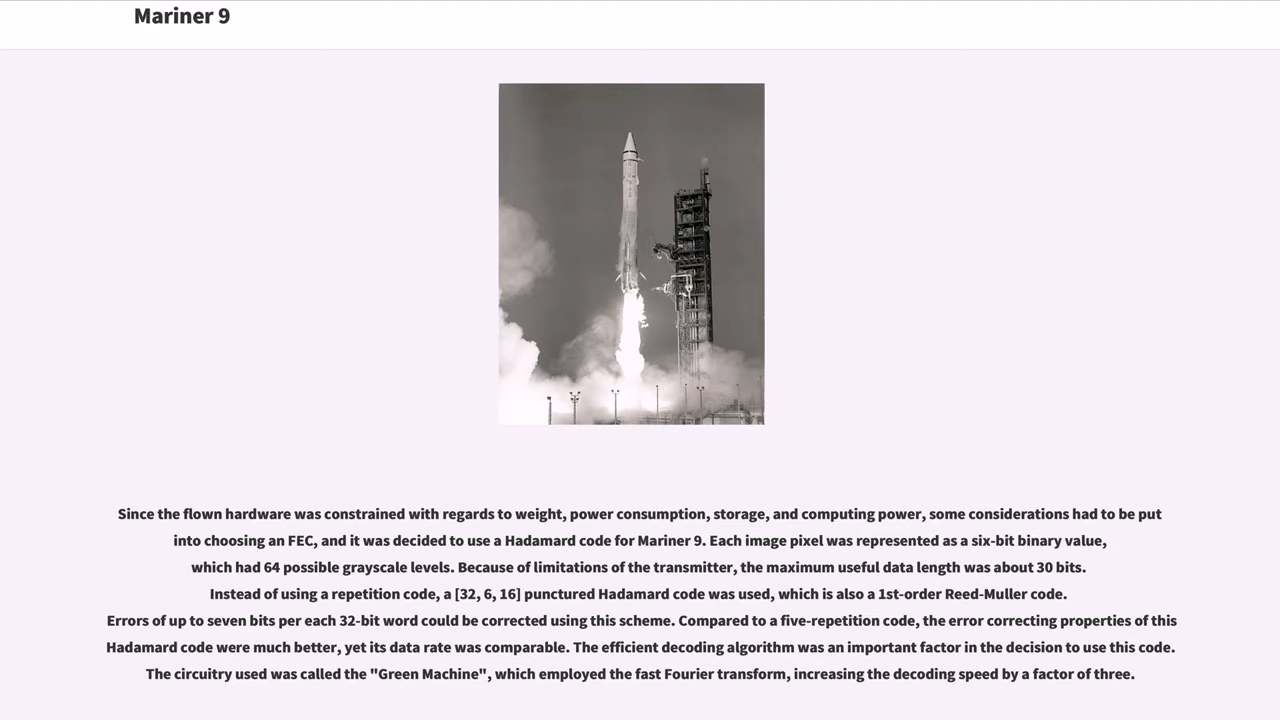 Mariner 9
Since the flown hardware was constrained with regards to weight, power consumption, storage, and computing power, some considerations had to be put
into choosing an FEC, and it was decided to use a Hadamard code for Mariner 9. Each image pixel was represented as a six-bit binary value,
which had 64 possible grayscale levels. Because of limitations of the transmitter, the maximum useful data length was about 30 bits.
Instead of using a repetition code, a [32, 6, 16] punctured Hadamard code was used, which is also a 1st-order Reed-Muller code.
Errors of up to seven bits per each 32-bit word could be corrected using this scheme. Compared to a five-repetition code, the error correcting properties of this
Hadamard code were much better, yet its data rate was comparable. The efficient decoding algorithm was an important factor in the decision to use this code.
The circuitry used was called the "Green Machine", which employed the fast Fourier transform, increasing the decoding speed by a factor of three.